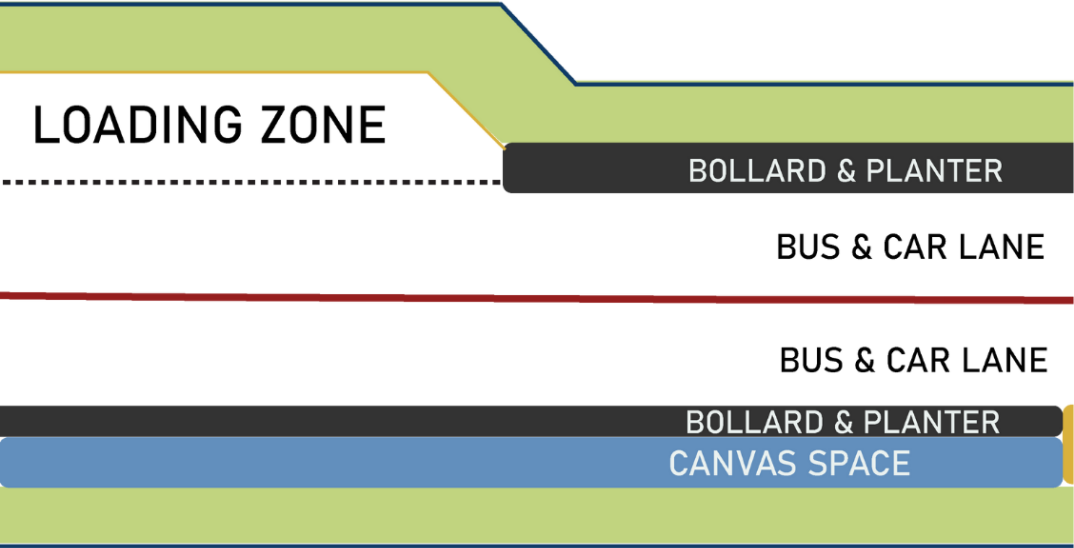 LOADING ZONE
BOLLARD & PLANTER
BUS & CAR LANE
BUS & CAR LANE
BOLLARD & PLANTER
CANVAS SPACE